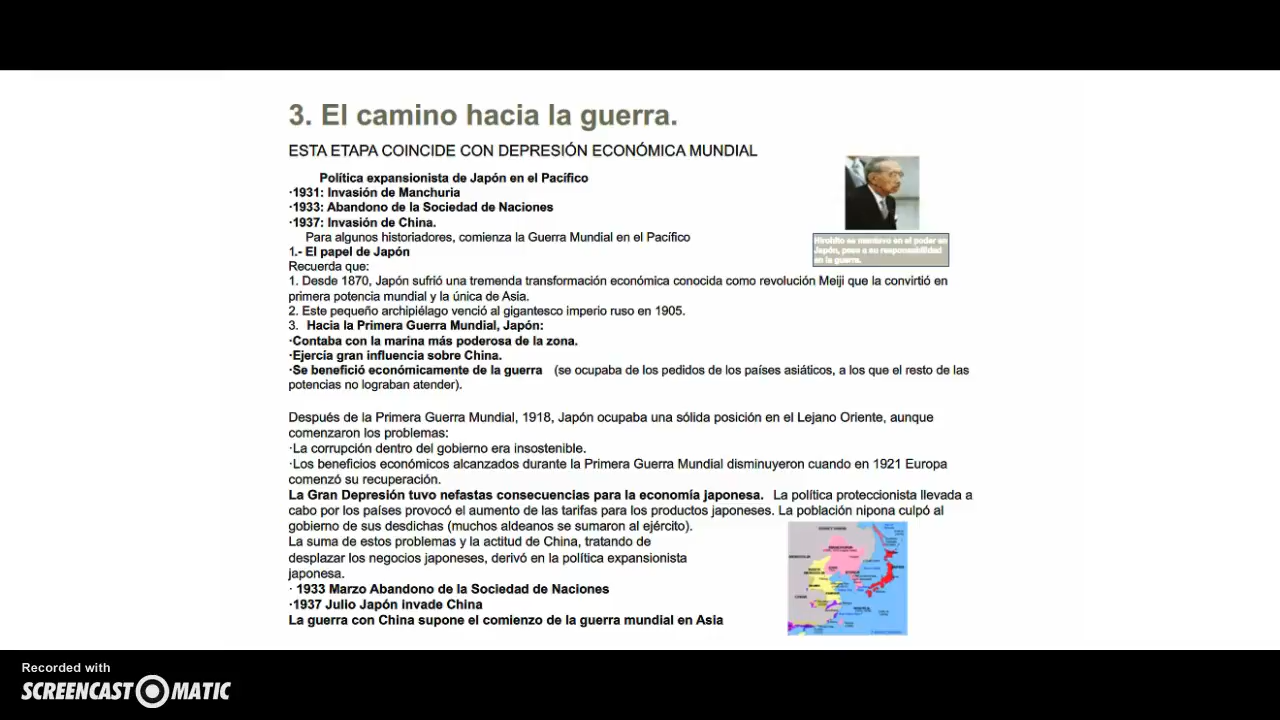 3. El camino hacia la guerra.
ESTA ETAPA COINCIDE CON DEPRESIÓN ECONÓMICA MUNDIAL
Política expansionista de Japón en el Pacífico
·1931: Invasión de Manchuria
·1933: Abandono de la Sociedad de Naciones
·1937: Invasión de China.
Para algunos historiadores, comienza la Guerra Mundial en el Pacífico
Hirohito se mantuvo en el poder en
Japón, pese a su responsabilidad
en la guerra.
1.- El papel de Japón
Recuerda que:
1. Desde 1870, Japón sufrió una tremenda transformación económica conocida como revolución Meiji que la convirtió en
primera potencia mundial y la única de Asia.
2. Este pequeño archipiélago venció al gigantesco imperio ruso en 1905.
3. Hacia la Primera Guerra Mundial, Japón:
·Contaba con la marina más poderosa de la zona.
·Ejercía gran influencia sobre China.
·Se benefició económicamente de la guerra (se ocupaba de los pedidos de los países asiáticos, a los que el resto de las
potencias no lograban atender).
Después de la Primera Guerra Mundial, 1918, Japón ocupaba una sólida posición en el Lejano Oriente, aunque
comenzaron los problemas:
·La corrupción dentro del gobierno era insostenible.
·Los beneficios económicos alcanzados durante la Primera Guerra Mundial disminuyeron cuando en 1921 Europa
comenzó su recuperación.
La Gran Depresión tuvo nefastas consecuencias para la economía japonesa. La política proteccionista llevada a
cabo por los países provocó el aumento de las tarifas para los productos japoneses. La población nipona culpó al
gobierno de sus desdichas (muchos aldeanos se sumaron al ejército).
La suma de estos problemas y la actitud de China, tratando de
desplazar los negocios japoneses, derivó en la política expansionista
japonesa.
· 1933 Marzo Abandono de la Sociedad de Naciones
·1937 Julio Japón invade China
La guerra con China supone el comienzo de la guerra mundial en Asia
Recorded with
SCREENCAST MATIC